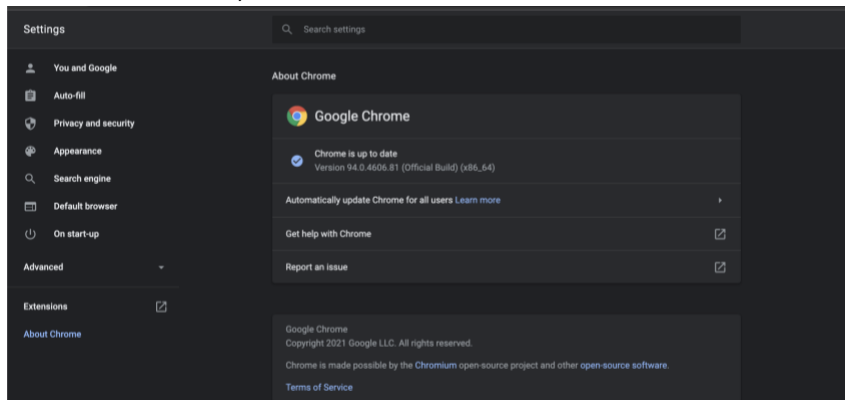 Settings
Search settings
You and Google
Auto-fill
Privacy and security
Appearance
Search engine
Default browser
On start-up
Advanced
Extensions
About Chrome
About Chrome
Google Chrome
Chrome is up to date
Version 94.0.4606.81 (Official Build) (x86_64)
Automatically update Chrome for all users Learn more
Get help with Chrome
Report an issue
Google Chrome
Copyright 2021 Google LLC. All rights reserved.
Chrome is made possible by the Chromium open-source project and other open-source software.
Terms of Service